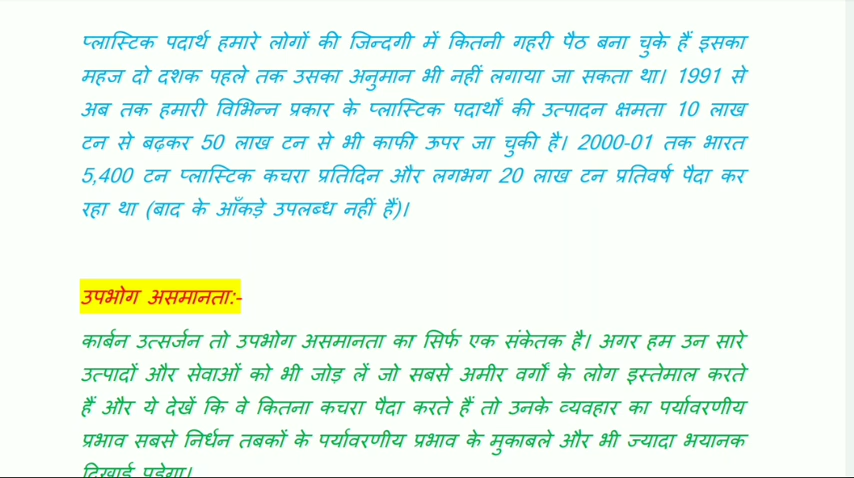 प्लास्टिक पदार्थ हमारे लोगों की जिन्दगी में कितनी गहरी पैठ बना चुके हैं इसका
महज दो दशक पहले तक उसका अनुमान भी नहीं लगाया जा सकता था। 1991 से
अब तक हमारी विभिन्न प्रकार के प्लास्टिक पदार्थों की उत्पादन क्षमता 10 लाख
टन से बढ़कर 50 लाख टन से भी काफी ऊपर जा चुकी है। 2000-01 तक भारत
5,400 टन प्लास्टिक कचरा प्रतिदिन और लगभग 20 लाख टन प्रतिवर्ष पैदा कर
रहा था (बाद के आँकड़े उपलब्ध नहीं हैं)।
उपभोग असमानता:-
कार्बन उत्सर्जन तो उपभोग असमानता का सिर्फ एक संकेतक है। अगर हम उन सारे
उत्पादों और सेवाओं को भी जोड़ लें जो सबसे अमीर वर्गों के लोग इस्तेमाल करते
हैं और ये देखें कि वे कितना कचरा पैदा करते हैं तो उनके व्यवहार का पर्यावरणीय
प्रभाव सबसे निर्धन तबकों के पर्यावरणीय प्रभाव के मुकाबले और भी ज्यादा भयानक
दिखाई पड़ेगा।